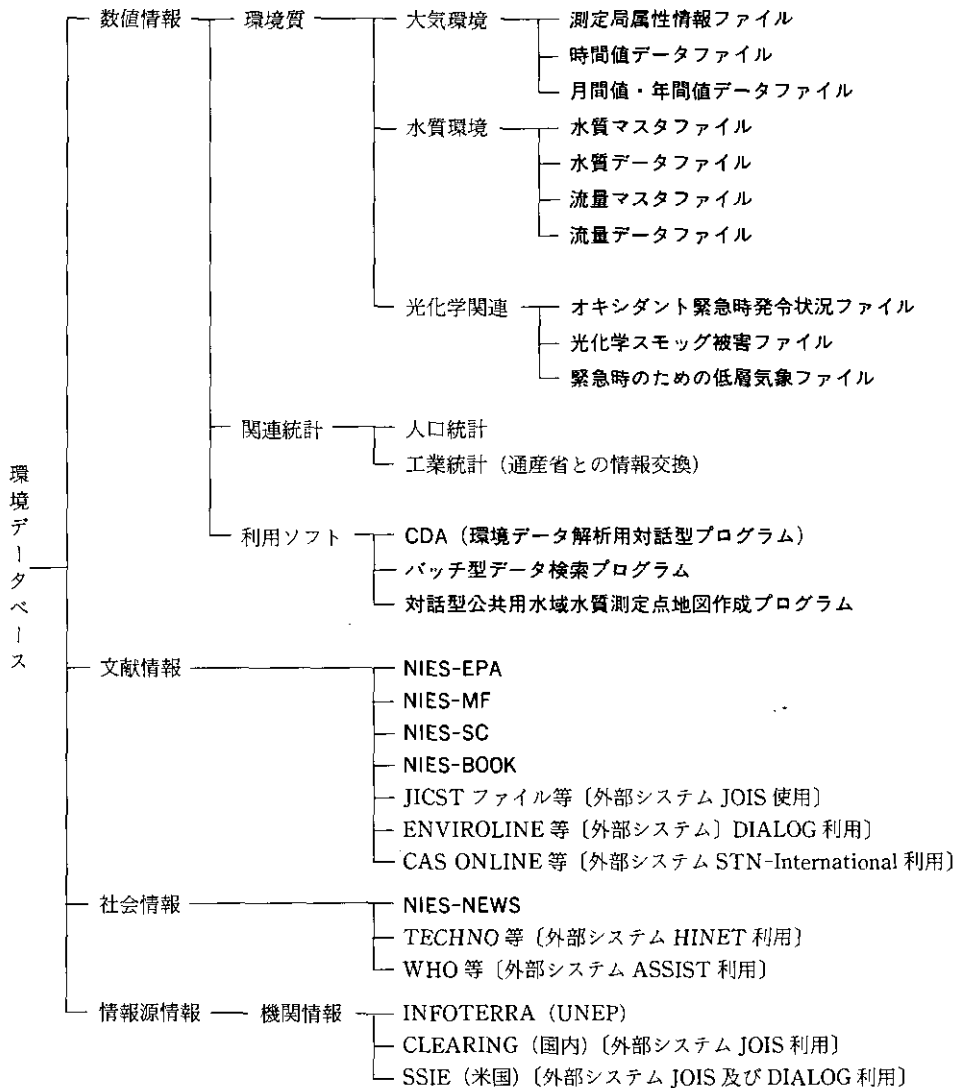 数値情報 環境質 大気環境 測定局属性情報ファイル
時間値データファイル
月間値・年間値データファイル
水質環境 水質マスタファイル
水質データファイル
流量マスタファイル
流量データファイル
光化学関連 オキシダント緊急時発令状況ファイル
光化学スモッグ被害ファイル
緊急時のための低層気象ファイル
関連統計 人口統計
工業統計（通産省との情報交換）
環境データベース
利用ソフト CDA（環境データ解析用対話型プログラム）
バッチ型データ検索プログラム
対話型公共用水域水質測定点地図作成プログラム
文献情報 NIES-EPA
NIES-MF
NIES-SC
NIES-BOOK
JICST ファイル等〔外部システム JOIS 使用〕
ENVIROLINE 等〔外部システム〕DIALOG 利用〕
CAS ONLINE 等〔外部システム STN-International 利用〕
社会情報 NIES-NEWS
TECHNO 等〔外部システム HINET 利用〕
WHO 等〔外部システム ASSIST 利用〕
情報源情報 機関情報 INFOTERRA（UNEP）
CLEARING（国内）〔外部システム JOIS 利用〕
SSIE（米国）〔外部システム JOIS 及び DIALOG 利用〕